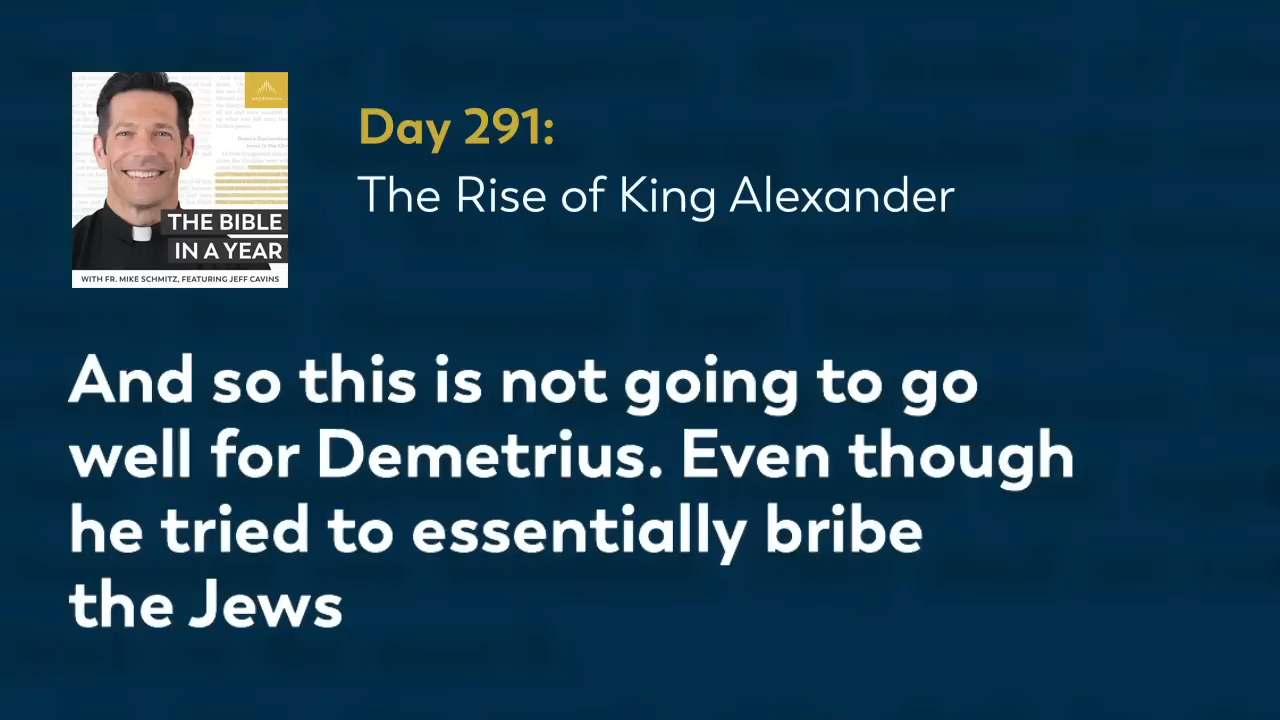 Day 291:
The Rise of King Alexander
THE BIBLE
IN A YEAR
WITH FR. MIKE SCHMITZ, FEATURING JEFF CAVINS
And so this is not going to go
well for Demetrius. Even though
he tried to essentially bribe
the Jews